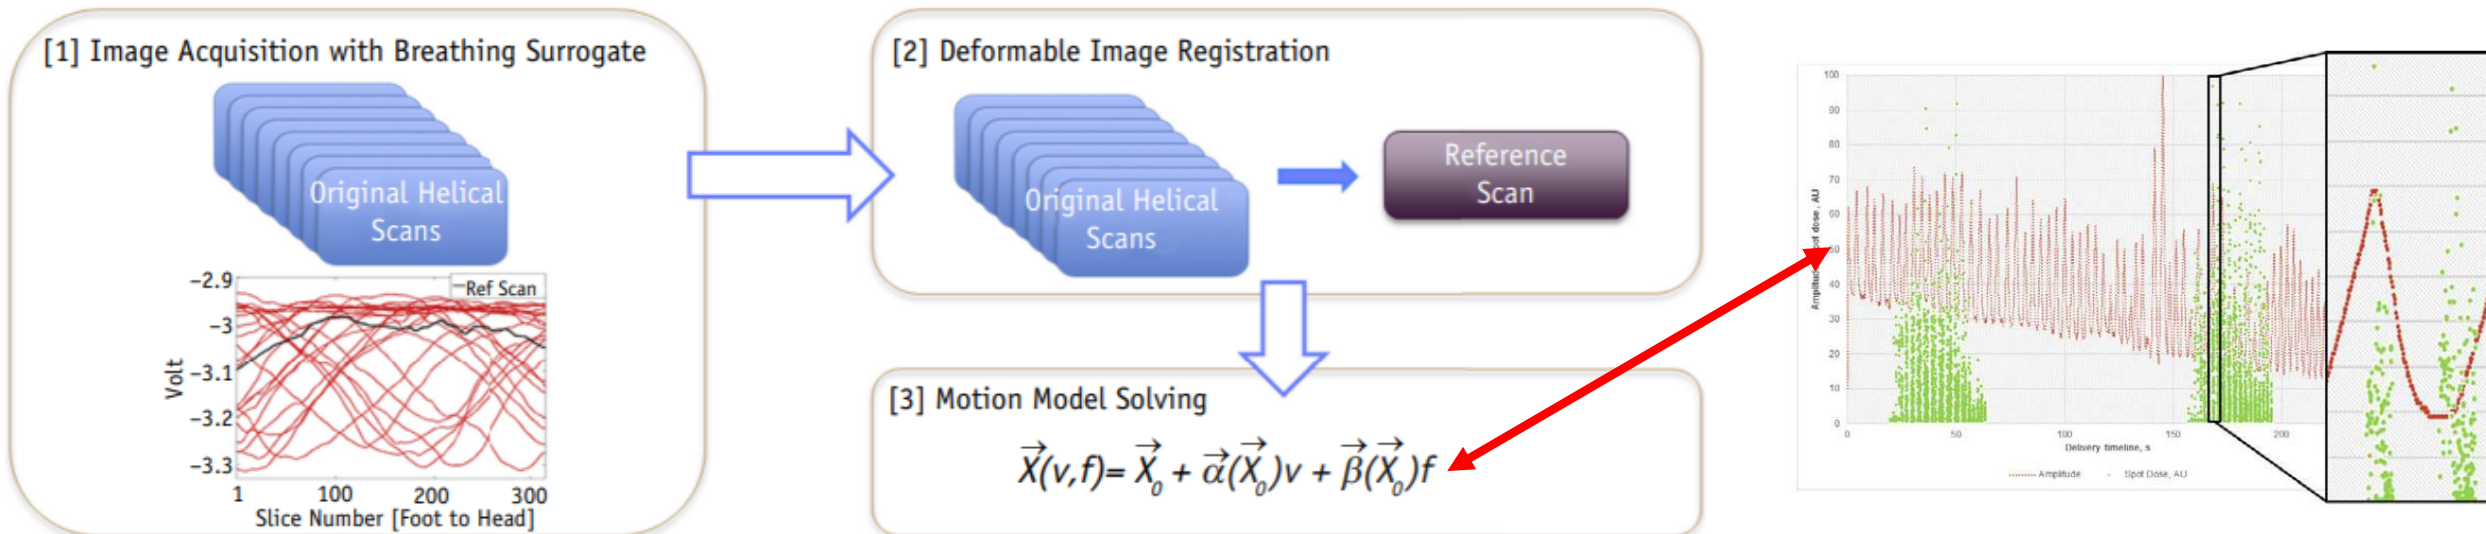 [1] Image Acquisition with Breathing Surrogate
Original Helical
Scans
−2.9
−3
−3.1
−3.2
−3.3
Volt
Ref Scan
1 100 200 300
Slice Number [Foot to Head]
[2] Deformable Image Registration
Original Helical
Scans
Reference
Scan
[3] Motion Model Solving
X(v,f)= X₀ + α(X₀)v + β(X₀)f
100
90
80
70
60
50
40
30
20
10
0
0 50 100 150 200
Delivery timeline, s
Amplitude Spot Dose, AU